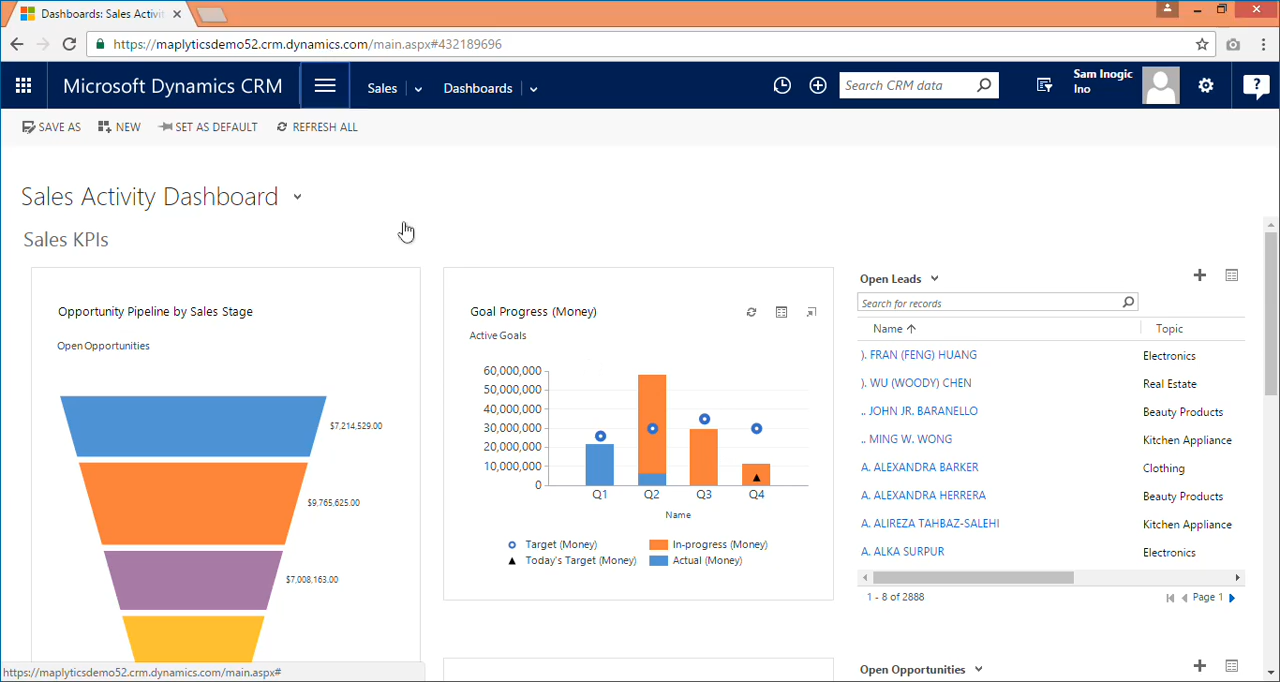 Dashboards: Sales Activit
https://maplyticsdemo52.crm.dynamics.com/main.aspx#432189696
Microsoft Dynamics CRM
Sales
Dashboards
Search CRM data
Sam Inogic
Ino
?
SAVE AS
NEW
SET AS DEFAULT
REFRESH ALL
Sales Activity Dashboard
Sales KPIs
Opportunity Pipeline by Sales Stage
Open Opportunities
$7,214,529.00
$9,765,625.00
$7,008,163.00
Goal Progress (Money)
Active Goals
60,000,000
50,000,000
40,000,000
30,000,000
20,000,000
10,000,000
0
Q1 Q2 Q3 Q4
Name
Target (Money) In-progress (Money)
Today's Target (Money) Actual (Money)
Open Leads
Search for records
Name Topic
). FRAN (FENG) HUANG Electronics
). WU (WOODY) CHEN Real Estate
.. JOHN JR. BARANELLO Beauty Products
.. MING W. WONG Kitchen Appliance
A. ALEXANDRA BARKER Clothing
A. ALEXANDRA HERRERA Beauty Products
A. ALIREZA TAHBAZ-SALEHI Kitchen Appliance
A. ALKA SURPUR Electronics
1 - 8 of 2888 Page 1
Open Opportunities
https://maplyticsdemo52.crm.dynamics.com/main.aspx#